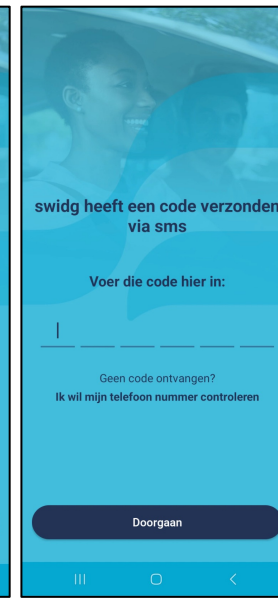 swidg heeft een code verzonden
via sms
Voer die code hier in:
Geen code ontvangen?
Ik wil mijn telefoon nummer controleren
Doorgaan